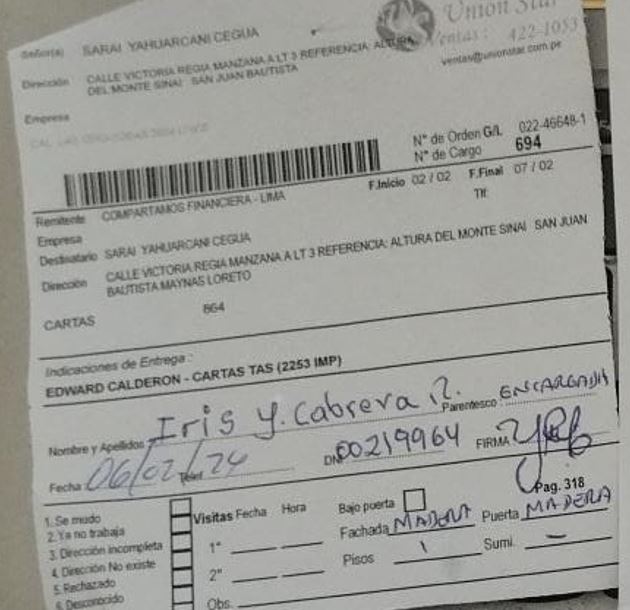 Union Star
Señor(a) SARAI YAHUARCANI CEGUA
Ventas : 422-1053
Dirección CALLE VICTORIA REGIA MANZANA A LT 3 REFERENCIA: ALTURA
DEL MONTE SINAI SAN JUAN BAUTISTA
ventas@unionstar.com.pe
Empresa
N° de Orden G/L 022-46648-1
N° de Cargo 694
F.Inicio 02 / 02 F.Final 07 / 02
Remitente COMPARTAMOS FINANCIERA - LIMA
Tlf:
Empresa
Destinatario SARAI YAHUARCANI CEGUA
Dirección CALLE VICTORIA REGIA MANZANA A LT 3 REFERENCIA: ALTURA DEL MONTE SINAI SAN JUAN
BAUTISTA MAYNAS LORETO
CARTAS 864
Indicaciones de Entrega :
EDWARD CALDERON - CARTAS TAS (2253 IMP)
Nombre y Apellidos Iris Y. Cabrera R. Parentesco ENCARGADA
Fecha 06/02/24 DNI 00219964 FIRMA
Pag. 318
1. Se mudo Visitas Fecha Hora Bajo puerta
2. Ya no trabaja Fachada MADERA Puerta MADERA
3. Dirección incompleta 1° Pisos 1 Sumi. —
4. Dirección No existe 2°
5. Rechazado
6. Desconocido Obs.